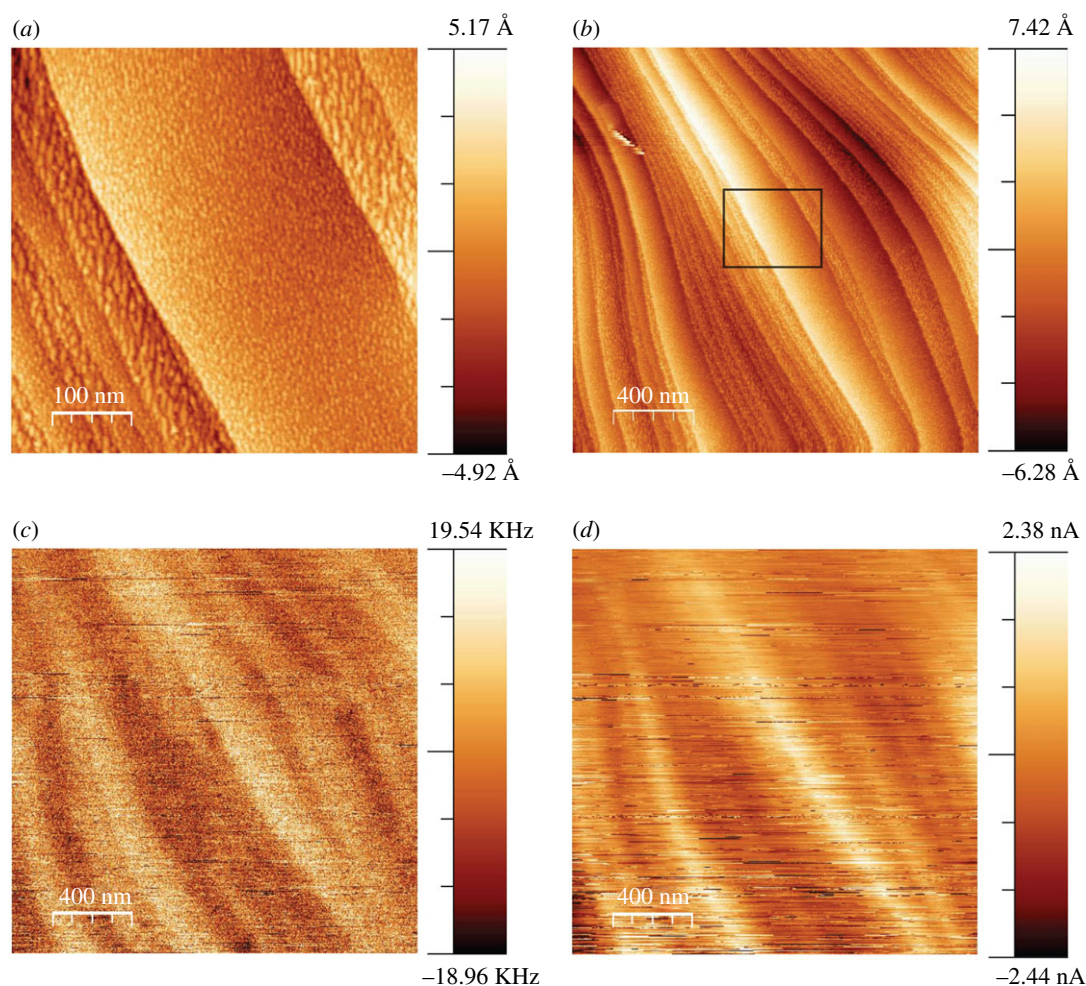 (a)
5.17 Å
100 nm
–4.92 Å
(b)
7.42 Å
400 nm
–6.28 Å
(c)
19.54 KHz
400 nm
–18.96 KHz
(d)
2.38 nA
400 nm
–2.44 nA